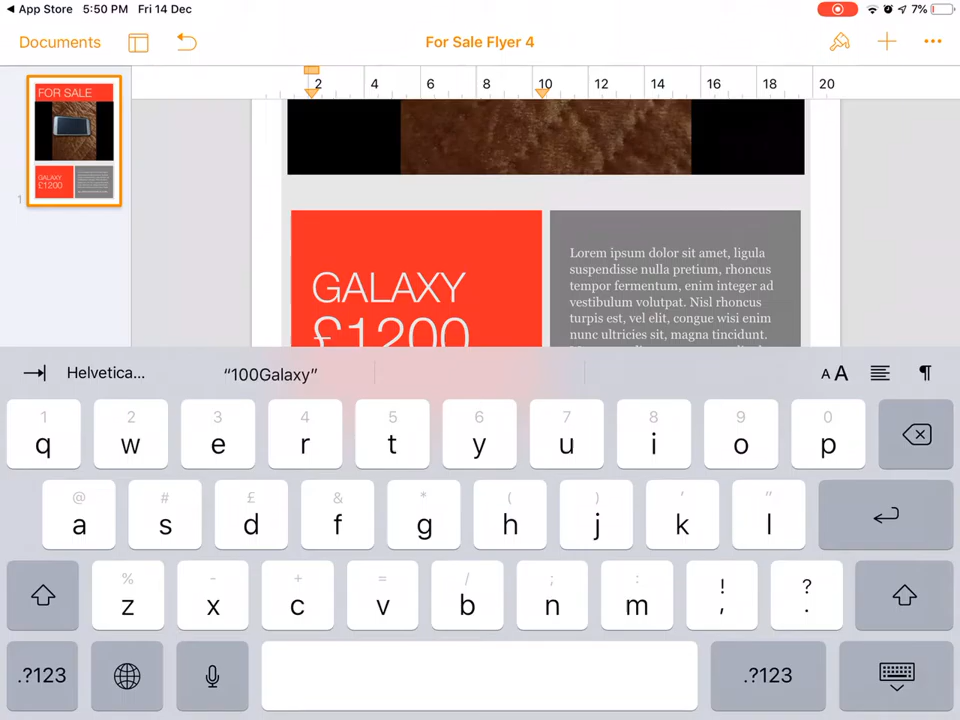 App Store 5:50 PM Fri 14 Dec 7%
Documents For Sale Flyer 4
2 4 6 8 10 12 14 16 18 20
FOR SALE
GALAXY
£1200
1
GALAXY
£1200
Lorem ipsum dolor sit amet, ligula
suspendisse nulla pretium, rhoncus
tempor fermentum, enim integer ad
vestibulum volutpat. Nisl rhoncus
turpis est, vel elit, congue wisi enim
nunc ultricies sit, magna tincidunt.
Helvetica... “100Galaxy” A A ¶
1 2 3 4 5 6 7 8 9 0
q w e r t y u i o p
@ # £ & * ( ) ' "
a s d f g h j k l
% - + = / ; : ! ?
z x c v b n m , .
.?123 .?123